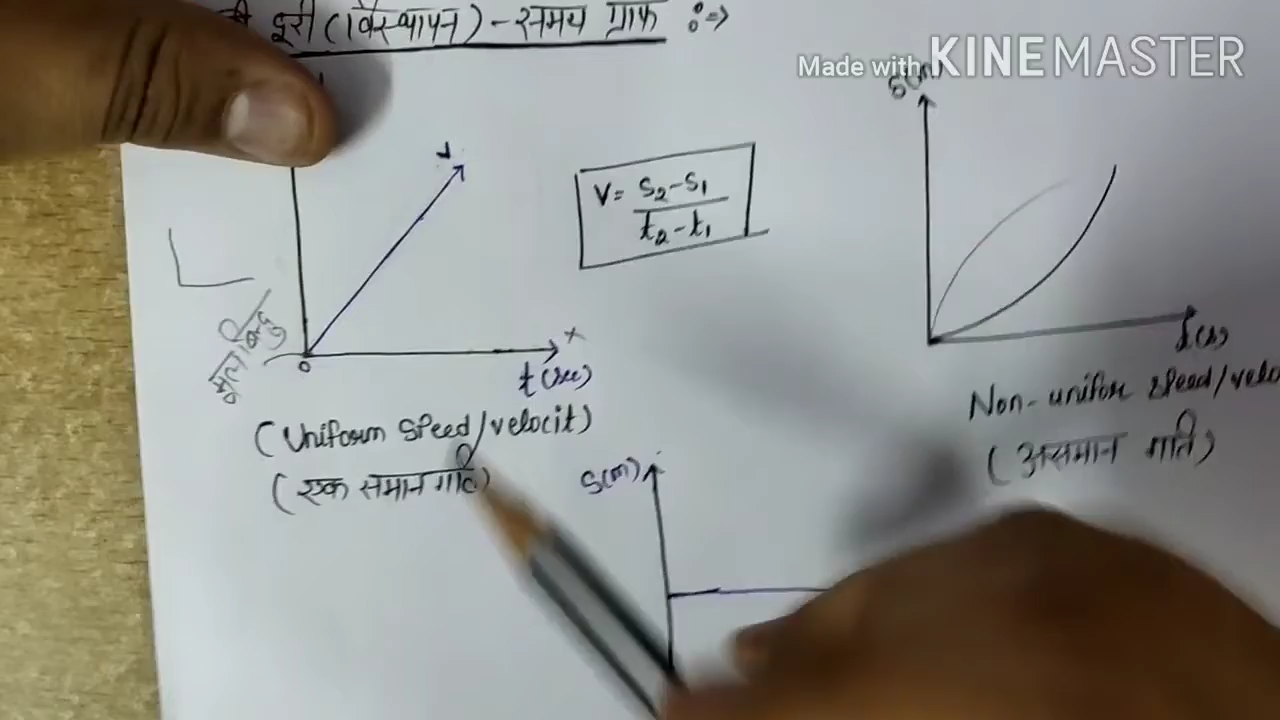 दूरी (विस्थापन) - समय ग्राफ :⇒
Made with KINEMASTER
S(m)
V = S₂-S₁ / t₂-t₁
मूल बिन्दु
o
x
t(sec)
t(s)
(Uniform Speed/velocit)
(एक समान गति)
Non-uniform speed/velo
(असमान गति)
S(m)